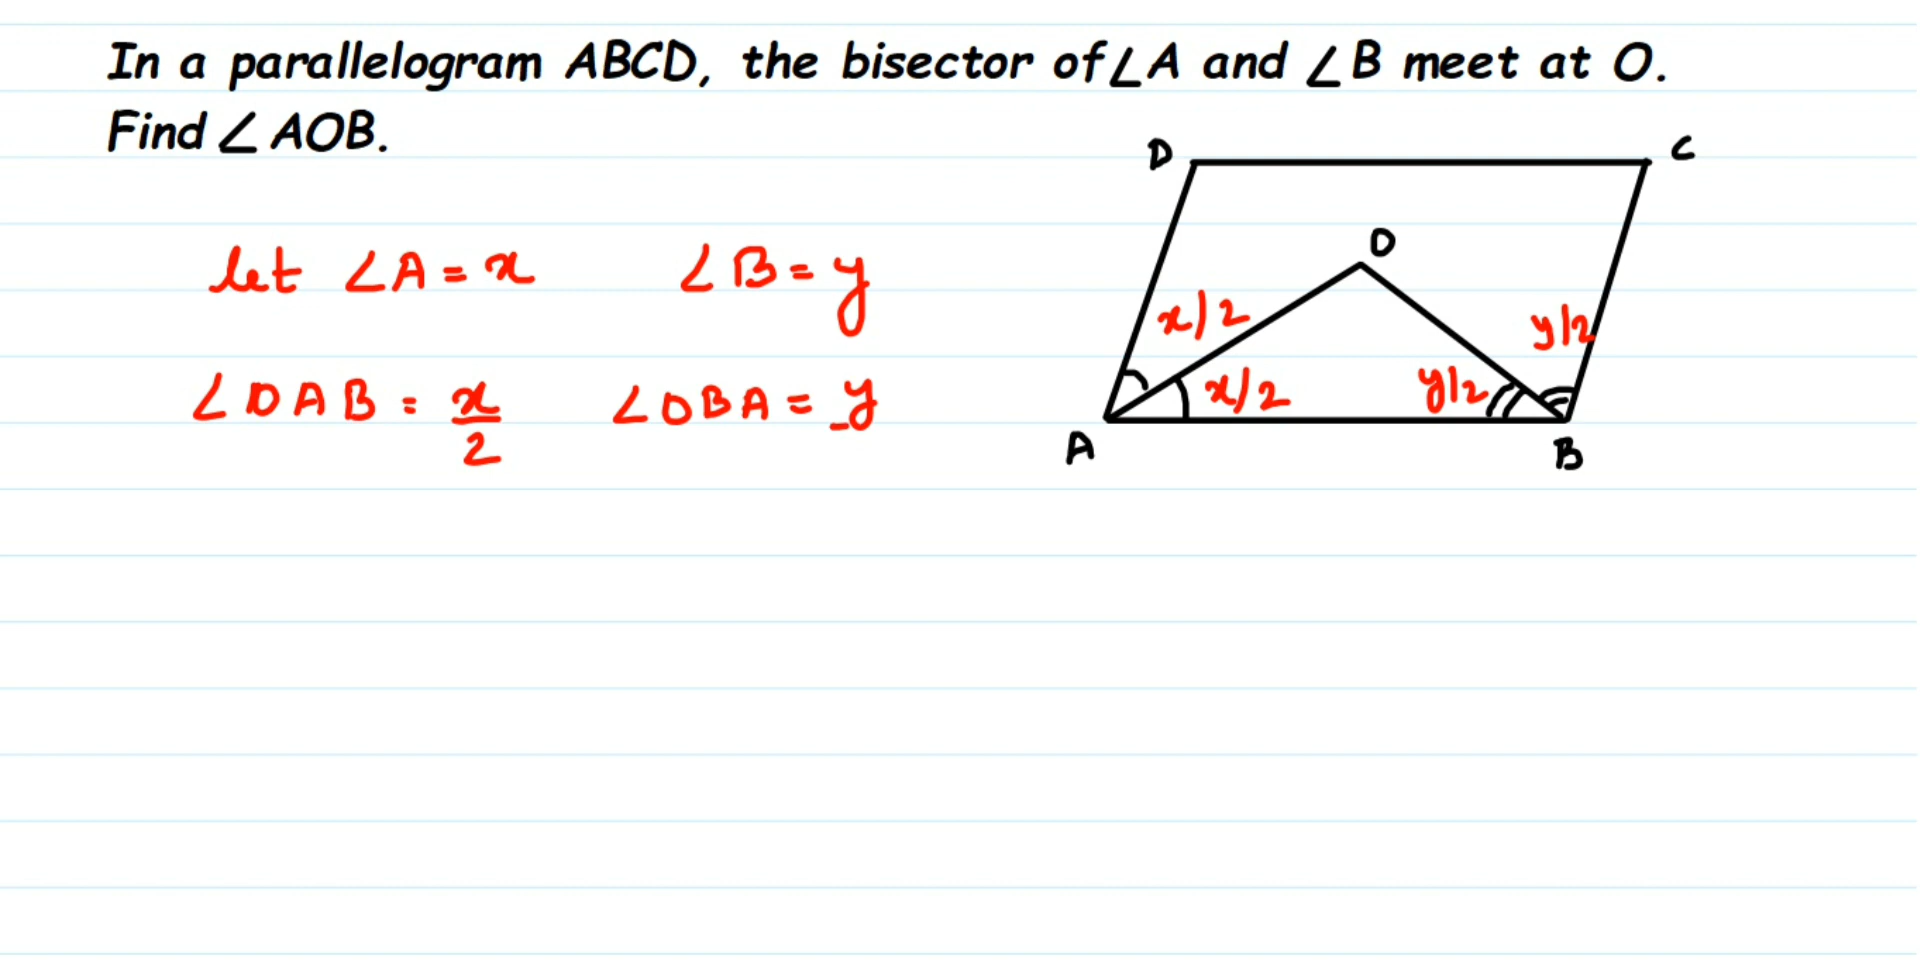 In a parallelogram ABCD, the bisector of ∠A and ∠B meet at O.
Find ∠AOB.
D
C
O
let ∠A = x
∠B = y
x/2
y/2
∠OAB = x/2
∠OBA = y
x/2
y/2
A
B